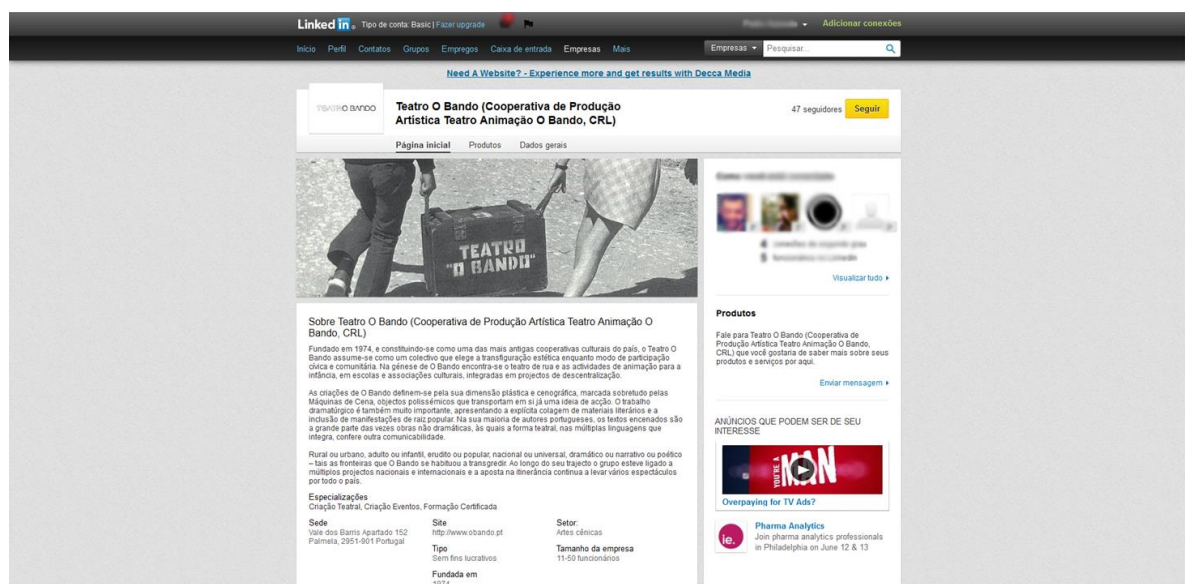 Linked in. Tipo de conta: Basic | Fazer upgrade
Adicionar conexões
Início Perfil Contatos Grupos Empregos Caixa de entrada Empresas Mais
Empresas Pesquisar...
Need A Website? - Experience more and get results with Decca Media
TEATRO O BANDO
Teatro O Bando (Cooperativa de Produção
Artistica Teatro Animação O Bando, CRL)
47 seguidores Seguir
Página inicial Produtos Dados gerais
TEATRO
"O BANDO"
Sobre Teatro O Bando (Cooperativa de Produção Artística Teatro Animação O
Bando, CRL)
Fundado em 1974, e constituindo-se como uma das mais antigas cooperativas culturais do país, o Teatro O
Bando assume-se como um colectivo que elege a transfiguração estética enquanto modo de participação
cívica e comunitária. Na génese de O Bando encontra-se o teatro de rua e as actividades de animação para a
infância, em escolas e associações culturais, integradas em projectos de descentralização.
As criações de O Bando definem-se pela sua dimensão plástica e cenográfica, marcada sobretudo pelas
Máquinas de Cena, objectos polissémicos que transportam em si já uma ideia de acção. O trabalho
dramatúrgico é também muito importante, apresentando a explícita colagem de materiais literários e a
inclusão de manifestações de raiz popular. Na sua maioria de autores portugueses, os textos encenados são
a grande parte das vezes obras não dramáticas, às quais a forma teatral, nas múltiplas linguagens que
integra, confere outra comunicabilidade.
Rural ou urbano, adulto ou infantil, erudito ou popular, nacional ou universal, dramático ou narrativo ou poético
– tais as fronteiras que O Bando se habituou a transgredir. Ao longo do seu trajecto o grupo esteve ligado a
múltiplos projectos nacionais e internacionais e a aposta na itinerância continua a levar vários espectáculos
por todo o país.
Especializações
Criação Teatral, Criação Eventos, Formação Certificada
Sede
Vale dos Barris Apartado 152
Palmela, 2951-901 Portugal
Site
http://www.obando.pt
Setor:
Artes cênicas
Tipo
Sem fins lucrativos
Tamanho da empresa
11-50 funcionários
Fundada em
1974
Visualizar tudo
Produtos
Fale para Teatro O Bando (Cooperativa de
Produção Artística Teatro Animação O Bando,
CRL) que você gostaria de saber mais sobre seus
produtos e serviços por aqui.
Enviar mensagem
ANÚNCIOS QUE PODEM SER DE SEU
INTERESSE
YOU'RE A MAN
Overpaying for TV Ads?
ie.
Pharma Analytics
Join pharma analytics professionals
in Philadelphia on June 12 & 13